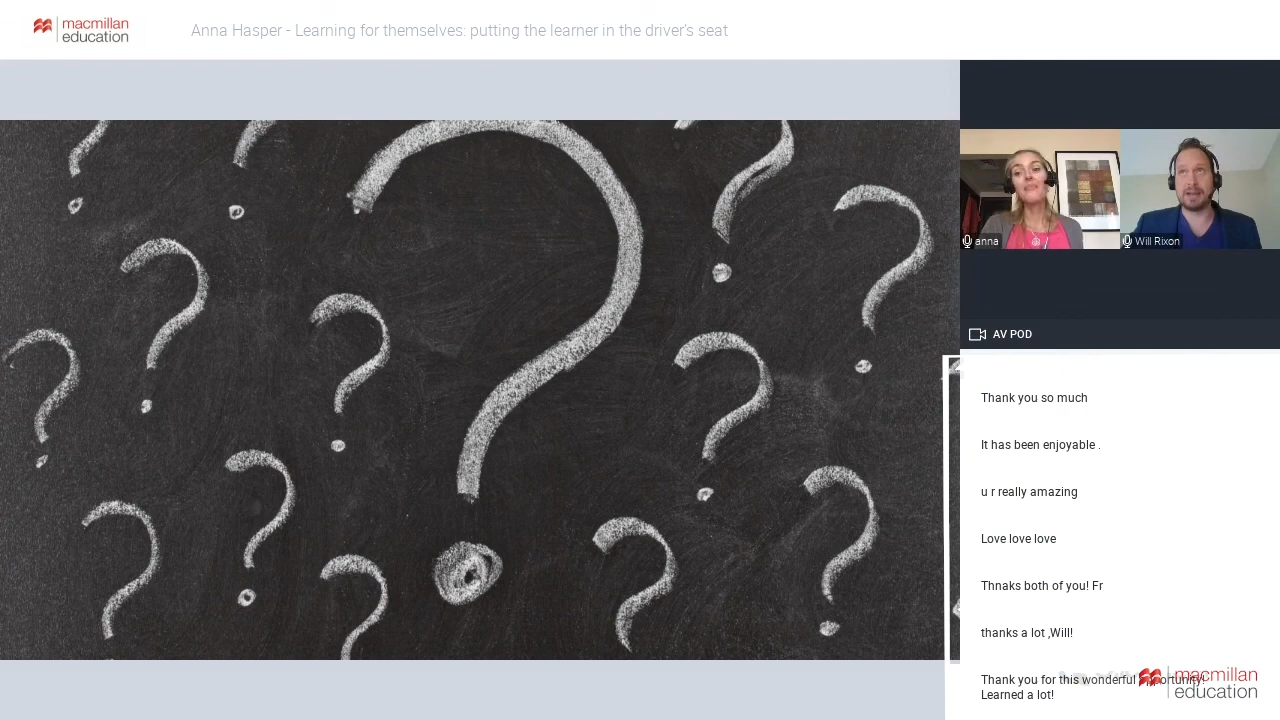 macmillan
education
Anna Hasper - Learning for themselves: putting the learner in the driver's seat
anna
Will Rixon
AV POD
Thank you so much
It has been enjoyable .
u r really amazing
Love love love
Thnaks both of you! Fr
thanks a lot ,Will!
Thank you for this wonderful opportunity!
Learned a lot!
macmillan
education